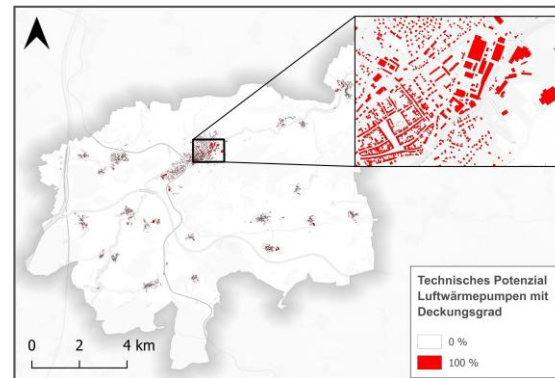 Technisches Potenzial
Luftwärmepumpen mit
Deckungsgrad
0 %
100 %
0 2 4 km